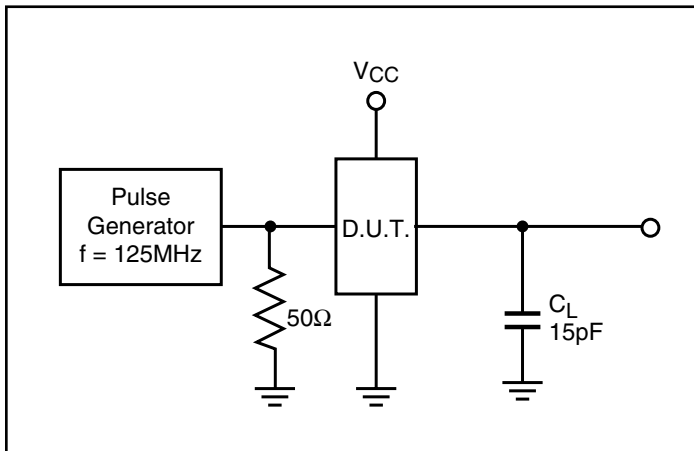 VCC
Pulse
Generator
f = 125MHz
D.U.T.
50Ω
CL
15pF